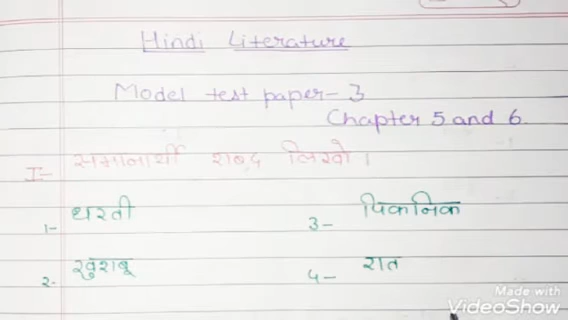 Hindi Literature
Model test paper-3
Chapter 5 and 6
I- समानार्थी शब्द लिखो।
1- धरती 3- पिकनिक
2- खुशबू 4- रात
Made with
VideoShow